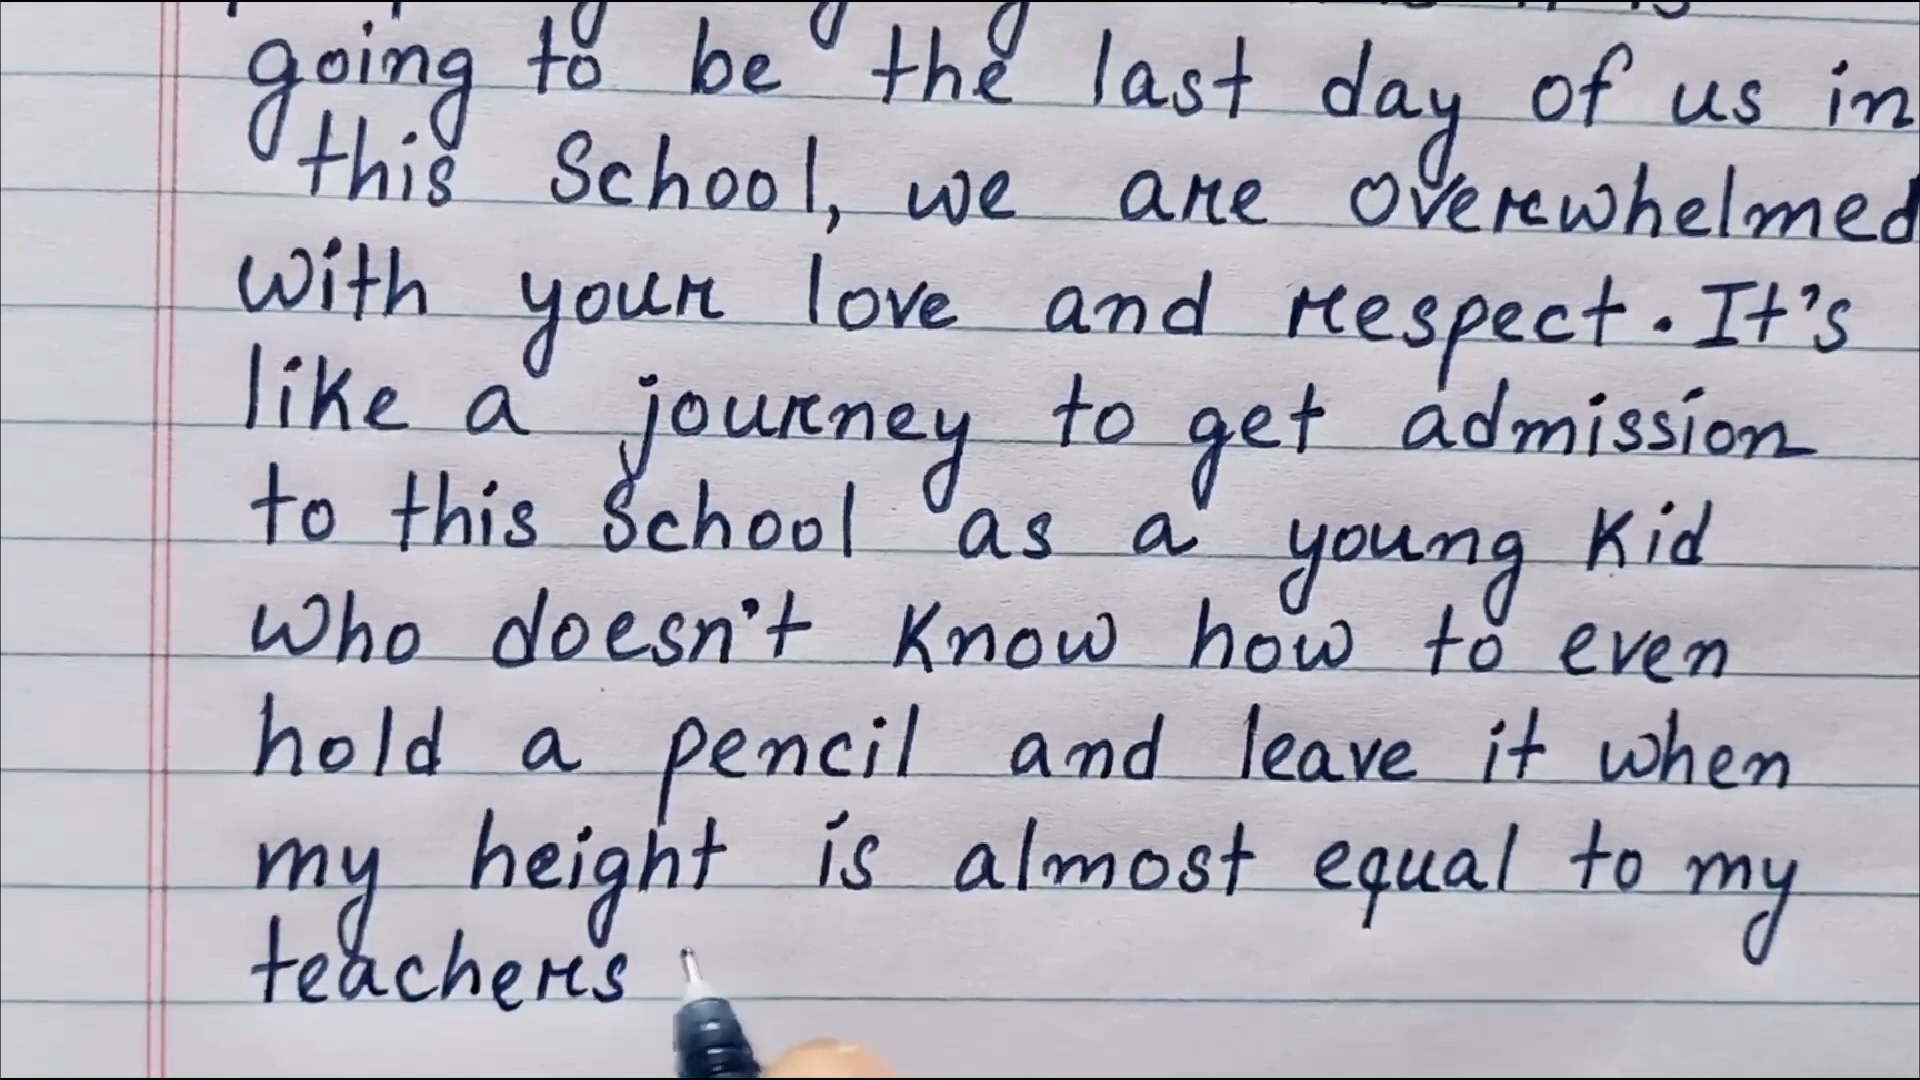 going to be the last day of us in
this School, we are overwhelmed
with your love and respect. It's
like a journey to get admission
to this School as a young Kid
who doesn't know how to even
hold a pencil and leave it when
my height is almost equal to my
teachers